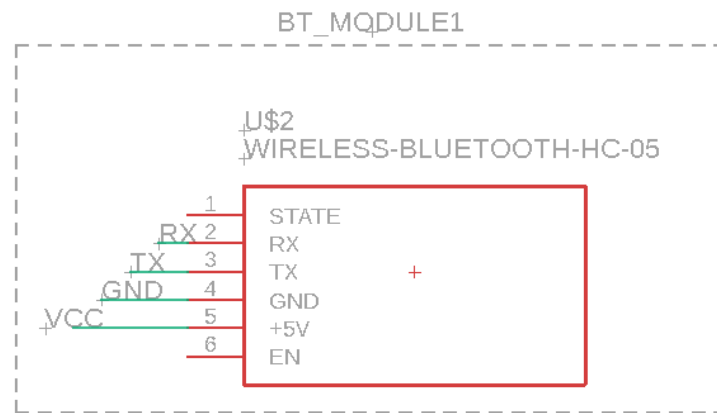 BT_MODULE1
U$2
WIRELESS-BLUETOOTH-HC-05
1 STATE
RX 2 RX
TX 3 TX
GND 4 GND
VCC 5 +5V
6 EN